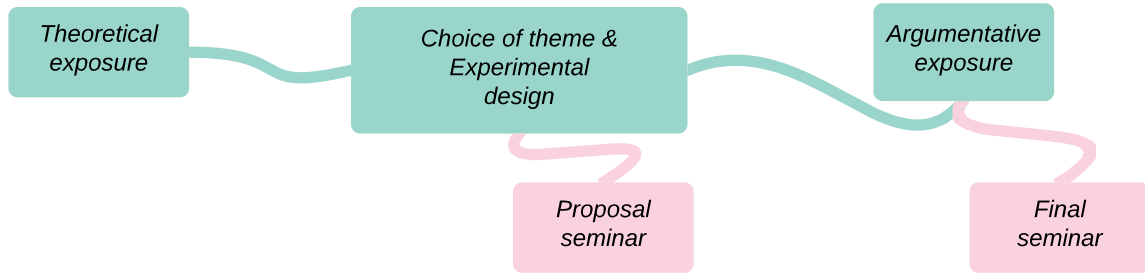 Theoretical
exposure
Choice of theme &
Experimental
design
Argumentative
exposure
Proposal
seminar
Final
seminar